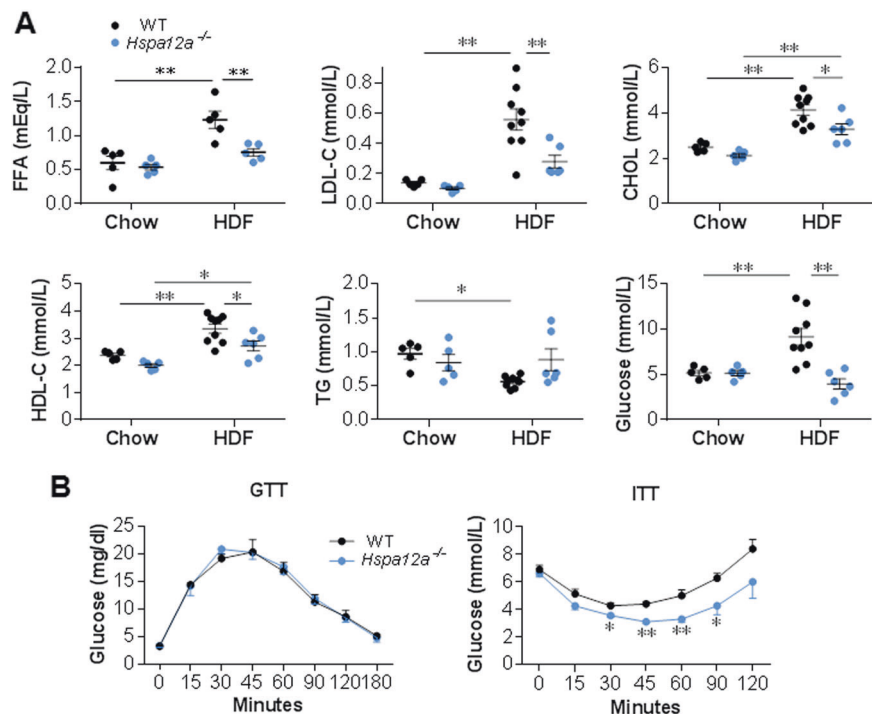 A
WT
Hspa12a -/-
FFA (mEq/L)
2.0
1.5
1.0
0.5
0.0
** **
Chow HDF
LDL-C (mmol/L)
1.0
0.8
0.6
0.4
0.2
0
** **
Chow HDF
CHOL (mmol/L)
6
4
2
0
**
** *
Chow HDF
HDL-C (mmol/L)
5
4
3
2
1
0
*
** *
Chow HDF
TG (mmol/L)
2.0
1.5
1.0
0.5
0.0
*
Chow HDF
Glucose (mmol/L)
15
10
5
0
** **
Chow HDF
B
GTT
WT
Hspa12a -/-
Glucose (mg/dl)
25
20
15
10
5
0
0 15 30 45 60 90 120 180
Minutes
ITT
Glucose (mmol/L)
10
8
6
4
2
0
* ** ** *
0 15 30 45 60 90 120
Minutes